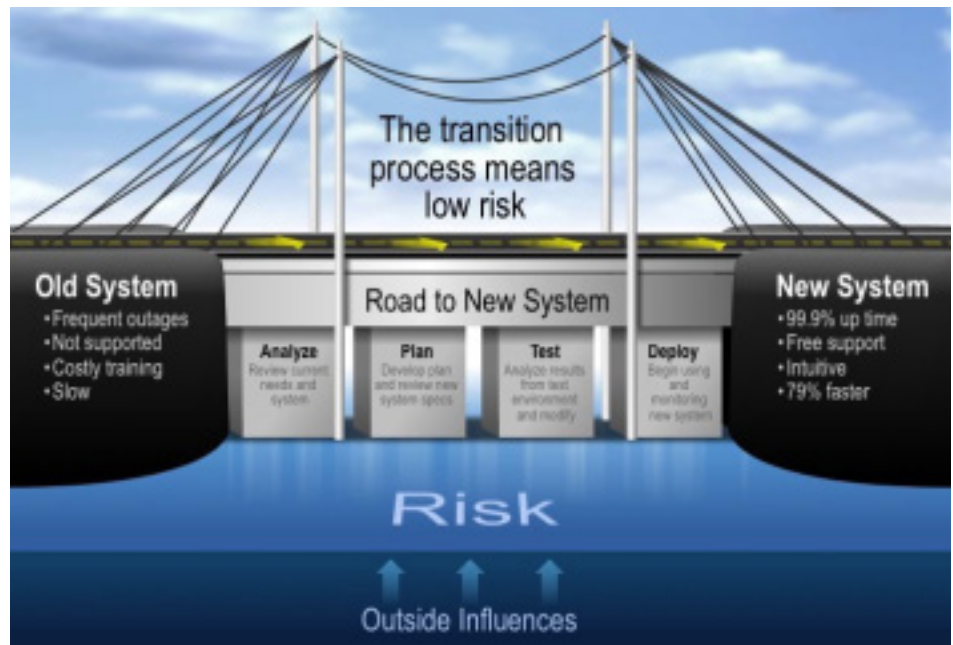 The transition
process means
low risk
Old System
•Frequent outages
•Not supported
•Costly training
•Slow
Road to New System
Analyze
Review current
needs and
system
Plan
Develop plan
and review new
system specs
Test
Analyze results
from test
environment
and modify
Deploy
Begin using
and
monitoring
new system
New System
•99.9% up time
•Free support
•Intuitive
•79% faster
Risk
Outside Influences